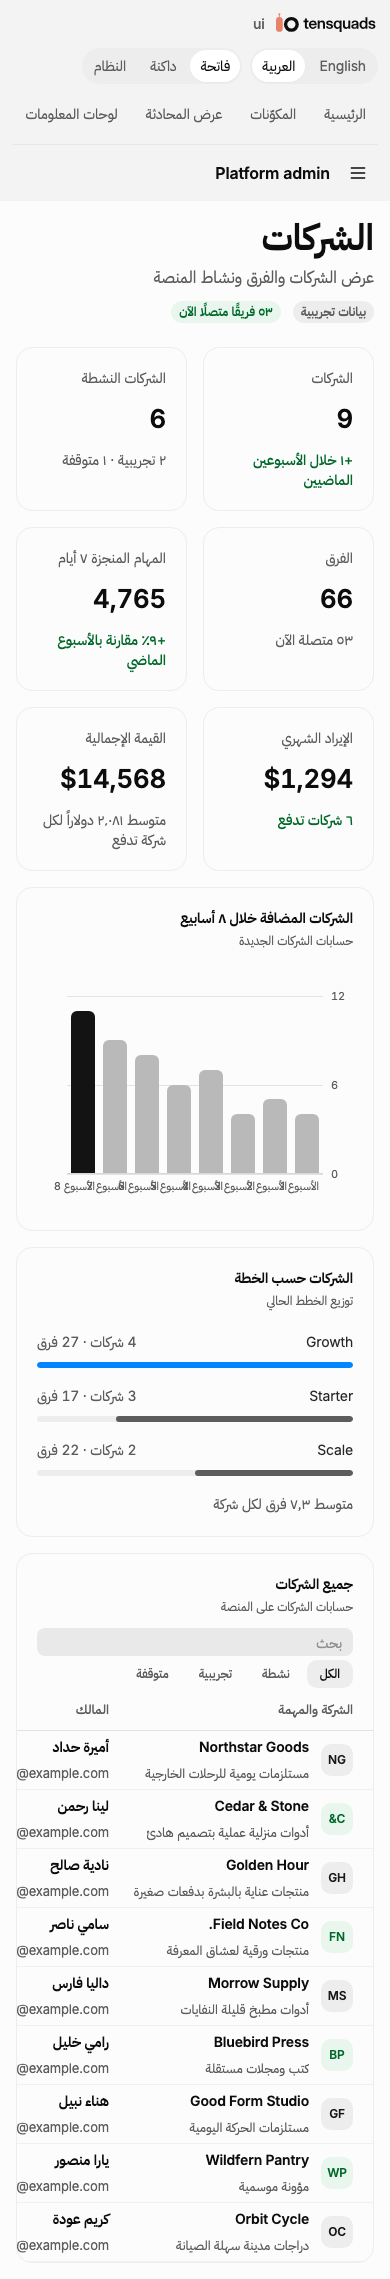 tensquads ui
English العربية فاتحة داكنة النظام
الرئيسية المكوّنات عرض المحادثة لوحات المعلومات
Platform admin
الشركات
عرض الشركات والفرق ونشاط المنصة
بيانات تجريبية ٥٣ فريقًا متصلًا الآن
الشركات
9
+١ خلال الأسبوعين
الماضيين
الشركات النشطة
6
٢ تجريبية · ١ متوقفة
الفرق
66
٥٣ متصلة الآن
المهام المنجزة ٧ أيام
4,765
+٩٪ مقارنة بالأسبوع
الماضي
الإيراد الشهري
$1,294
٦ شركات تدفع
القيمة الإجمالية
$14,568
متوسط ٢٬٠٨١ دولاراً لكل
شركة تدفع
الشركات المضافة خلال ٨ أسابيع
حسابات الشركات الجديدة
12
6
0
الأسبوع الأسبوع الأسبوع الأسبوع الأسبوع الأسبوع الأسبوع الأسبوع 8
الشركات حسب الخطة
توزيع الخطط الحالي
Growth 4 شركات · 27 فرق
Starter 3 شركات · 17 فرق
Scale 2 شركات · 22 فرق
متوسط ٧٫٣ فرق لكل شركة
جميع الشركات
حسابات الشركات على المنصة
بحث
الكل نشطة تجريبية متوقفة
الشركة والمهمة المالك
NG Northstar Goods أميرة حداد
مستلزمات يومية للرحلات الخارجية @example.com
&C Cedar & Stone لينا رحمن
أدوات منزلية عملية بتصميم هادئ @example.com
GH Golden Hour نادية صالح
منتجات عناية بالبشرة بدفعات صغيرة @example.com
FN .Field Notes Co سامي ناصر
منتجات ورقية لعشاق المعرفة @example.com
MS Morrow Supply داليا فارس
أدوات مطبخ قليلة النفايات @example.com
BP Bluebird Press رامي خليل
كتب ومجلات مستقلة @example.com
GF Good Form Studio هناء نبيل
مستلزمات الحركة اليومية @example.com
WP Wildfern Pantry يارا منصور
مؤونة موسمية @example.com
OC Orbit Cycle كريم عودة
دراجات مدينة سهلة الصيانة @example.com